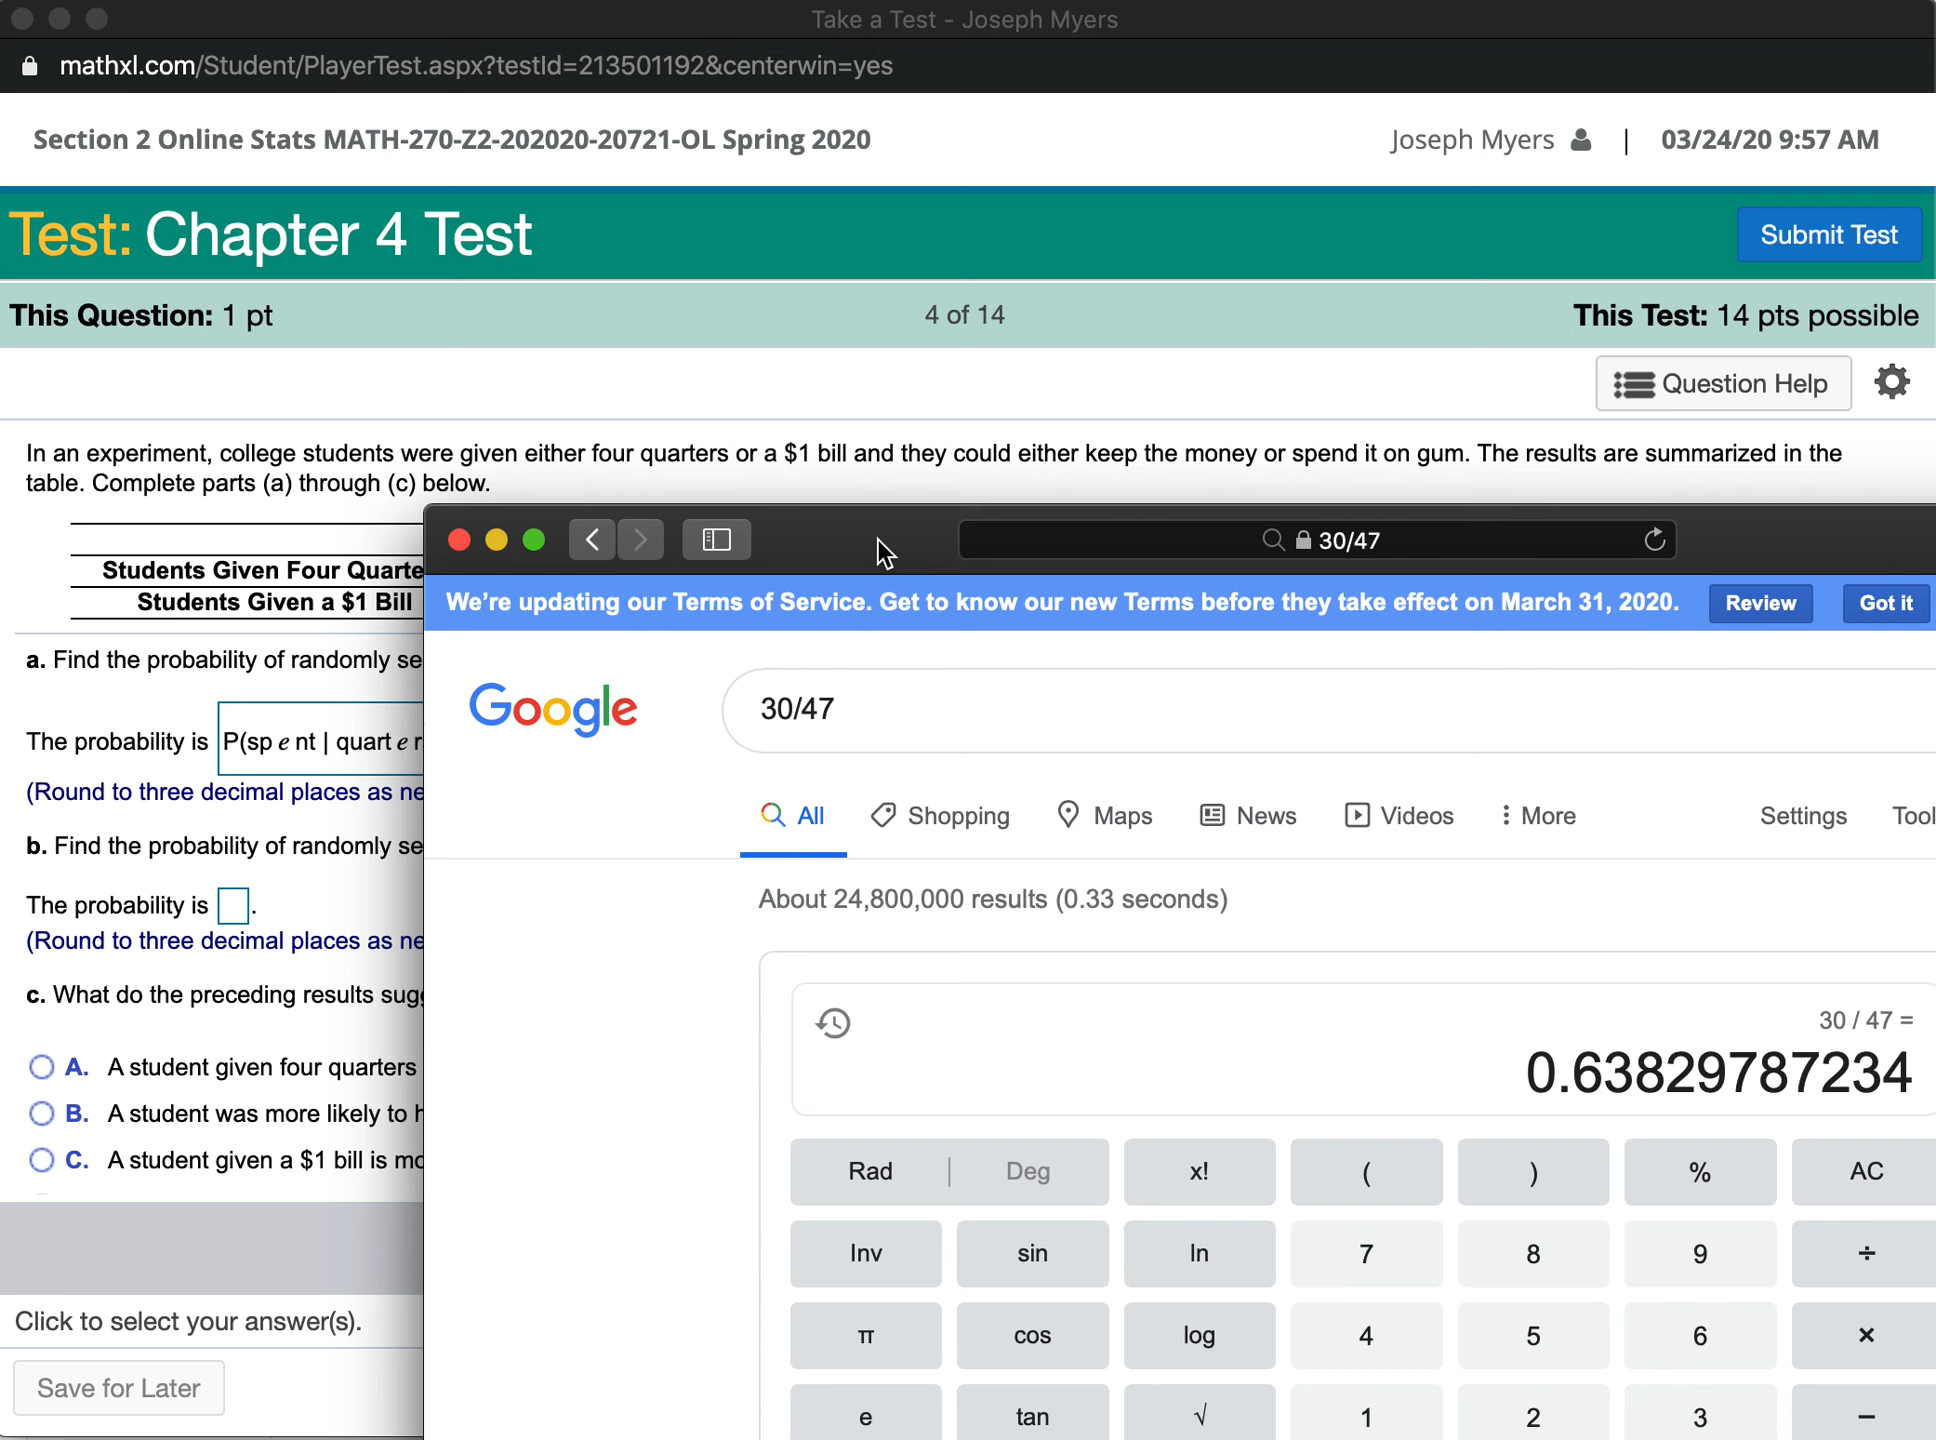 Take a Test - Joseph Myers
mathxl.com/Student/PlayerTest.aspx?testId=213501192&centerwin=yes
Section 2 Online Stats MATH-270-Z2-202020-20721-OL Spring 2020
Joseph Myers | 03/24/20 9:57 AM
Test: Chapter 4 Test
Submit Test
This Question: 1 pt
4 of 14
This Test: 14 pts possible
Question Help
In an experiment, college students were given either four quarters or a $1 bill and they could either keep the money or spend it on gum. The results are summarized in the
table. Complete parts (a) through (c) below.
Students Given Four Quarte
Students Given a $1 Bill
a. Find the probability of randomly se
The probability is P(sp e nt | quart e r
(Round to three decimal places as ne
b. Find the probability of randomly se
The probability is .
(Round to three decimal places as ne
c. What do the preceding results sugg
A. A student given four quarters
B. A student was more likely to h
C. A student given a $1 bill is mo
Click to select your answer(s).
Save for Later
30/47
We're updating our Terms of Service. Get to know our new Terms before they take effect on March 31, 2020.
Review
Got it
Google
30/47
All
Shopping
Maps
News
Videos
More
Settings
Tool
About 24,800,000 results (0.33 seconds)
30 / 47 =
0.63829787234
Rad | Deg x! ( ) % AC
Inv sin ln 7 8 9 ÷
π cos log 4 5 6 ×
e tan √ 1 2 3 −